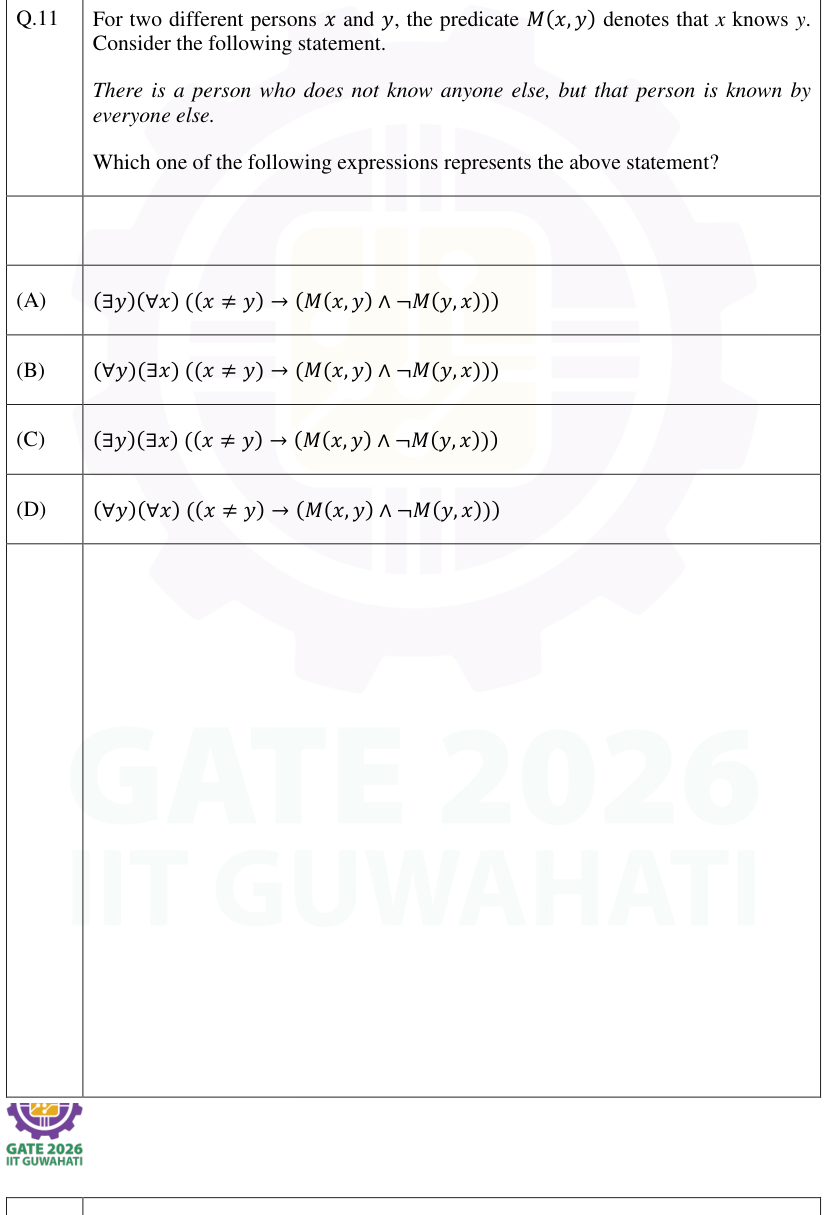 Q.11 For two different persons 𝑥 and 𝑦, the predicate 𝑀(𝑥, 𝑦) denotes that x knows y.
Consider the following statement.
There is a person who does not know anyone else, but that person is known by
everyone else.
Which one of the following expressions represents the above statement?
(A) (∃𝑦)(∀𝑥) ((𝑥 ≠ 𝑦) → (𝑀(𝑥, 𝑦) ∧ ¬𝑀(𝑦, 𝑥)))
(B) (∀𝑦)(∃𝑥) ((𝑥 ≠ 𝑦) → (𝑀(𝑥, 𝑦) ∧ ¬𝑀(𝑦, 𝑥)))
(C) (∃𝑦)(∃𝑥) ((𝑥 ≠ 𝑦) → (𝑀(𝑥, 𝑦) ∧ ¬𝑀(𝑦, 𝑥)))
(D) (∀𝑦)(∀𝑥) ((𝑥 ≠ 𝑦) → (𝑀(𝑥, 𝑦) ∧ ¬𝑀(𝑦, 𝑥)))
GATE 2026
IIT GUWAHATI
GATE 2026
IIT GUWAHATI